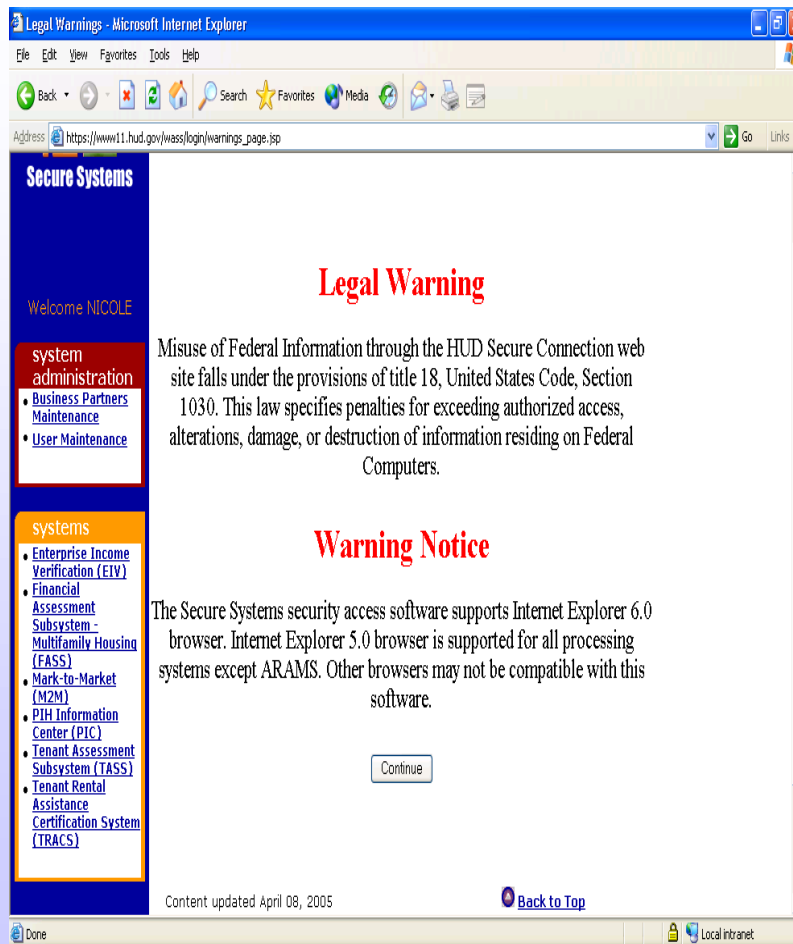 Legal Warnings - Microsoft Internet Explorer
File Edit View Favorites Tools Help
Back Search Favorites Media
Address https://www11.hud.gov/wass/login/warnings_page.jsp Go Links
Secure Systems
Welcome NICOLE
system
administration
Business Partners
Maintenance
User Maintenance
systems
Enterprise Income
Verification (EIV)
Financial
Assessment
Subsystem -
Multifamily Housing
(FASS)
Mark-to-Market
(M2M)
PIH Information
Center (PIC)
Tenant Assessment
Subsystem (TASS)
Tenant Rental
Assistance
Certification System
(TRACS)
Legal Warning
Misuse of Federal Information through the HUD Secure Connection web
site falls under the provisions of title 18, United States Code, Section
1030. This law specifies penalties for exceeding authorized access,
alterations, damage, or destruction of information residing on Federal
Computers.
Warning Notice
The Secure Systems security access software supports Internet Explorer 6.0
browser. Internet Explorer 5.0 browser is supported for all processing
systems except ARAMS. Other browsers may not be compatible with this
software.
Continue
Content updated April 08, 2005 Back to Top
Done Local intranet